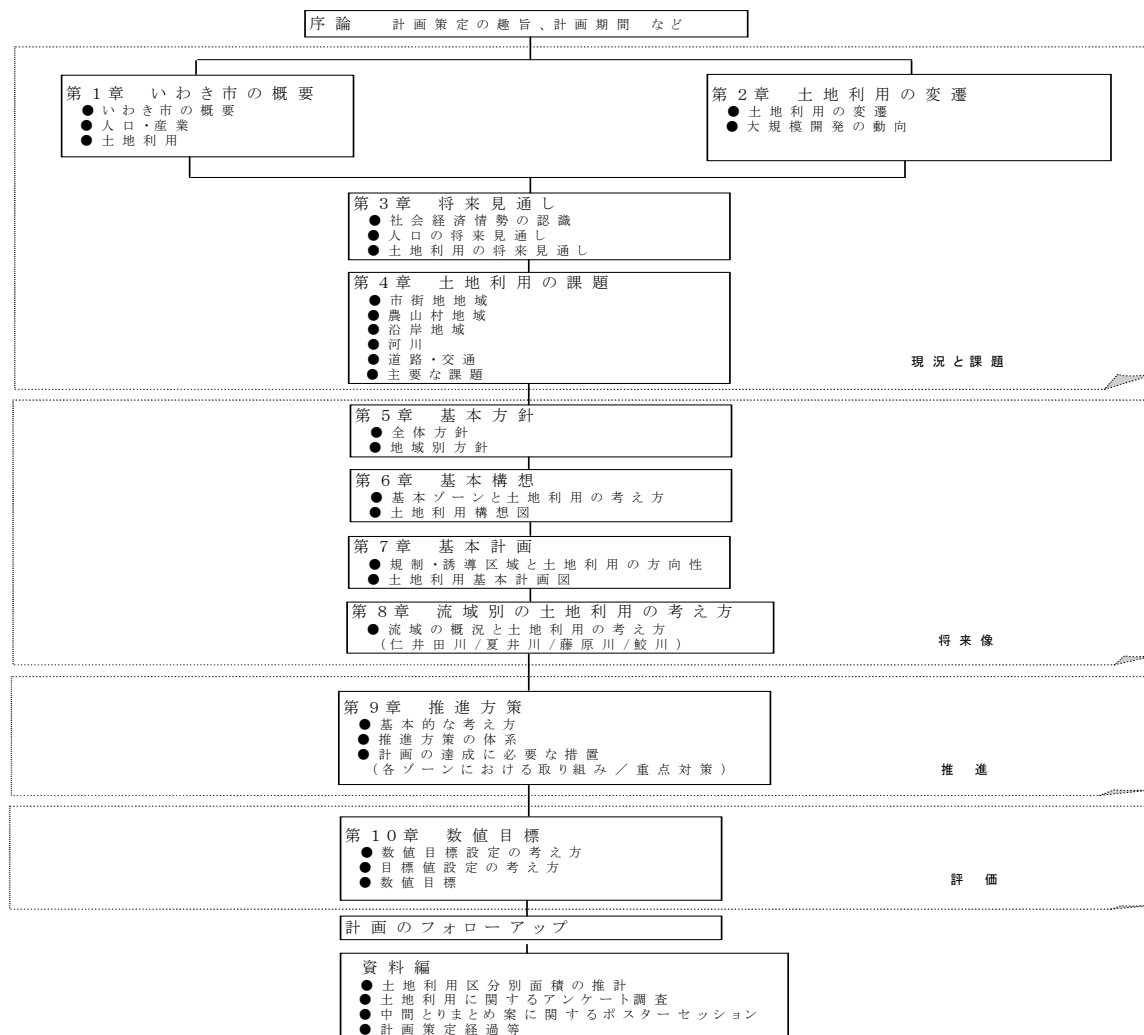 序論　計画策定の趣旨、計画期間　など
第1章　いわき市の概要
● いわき市の概要
● 人口・産業
● 土地利用
第2章　土地利用の変遷
● 土地利用の変遷
● 大規模開発の動向
第3章　将来見通し
● 社会経済情勢の認識
● 人口の将来見通し
● 土地利用の将来見通し
第4章　土地利用の課題
● 市街地地域
● 農山村地域
● 沿岸地域
● 河川
● 道路・交通
● 主要な課題
現況と課題
第5章　基本方針
● 全体方針
● 地域別方針
第6章　基本構想
● 基本ゾーンと土地利用の考え方
● 土地利用構想図
第7章　基本計画
● 規制・誘導区域と土地利用の方向性
● 土地利用基本計画図
第8章　流域別の土地利用の考え方
● 流域の概況と土地利用の考え方
(仁井田川/夏井川/藤原川/鮫川)
将来像
第9章　推進方策
● 基本的な考え方
● 推進方策の体系
● 計画の達成に必要な措置
(各ゾーンにおける取り組み／重点対策)
推　進
第10章　数値目標
● 数値目標設定の考え方
● 目標値設定の考え方
● 数値目標
評　価
計画のフォローアップ
資料編
● 土地利用区分別面積の推計
● 土地利用に関するアンケート調査
● 中間とりまとめ案に関するポスターセッション
● 計画策定経過等